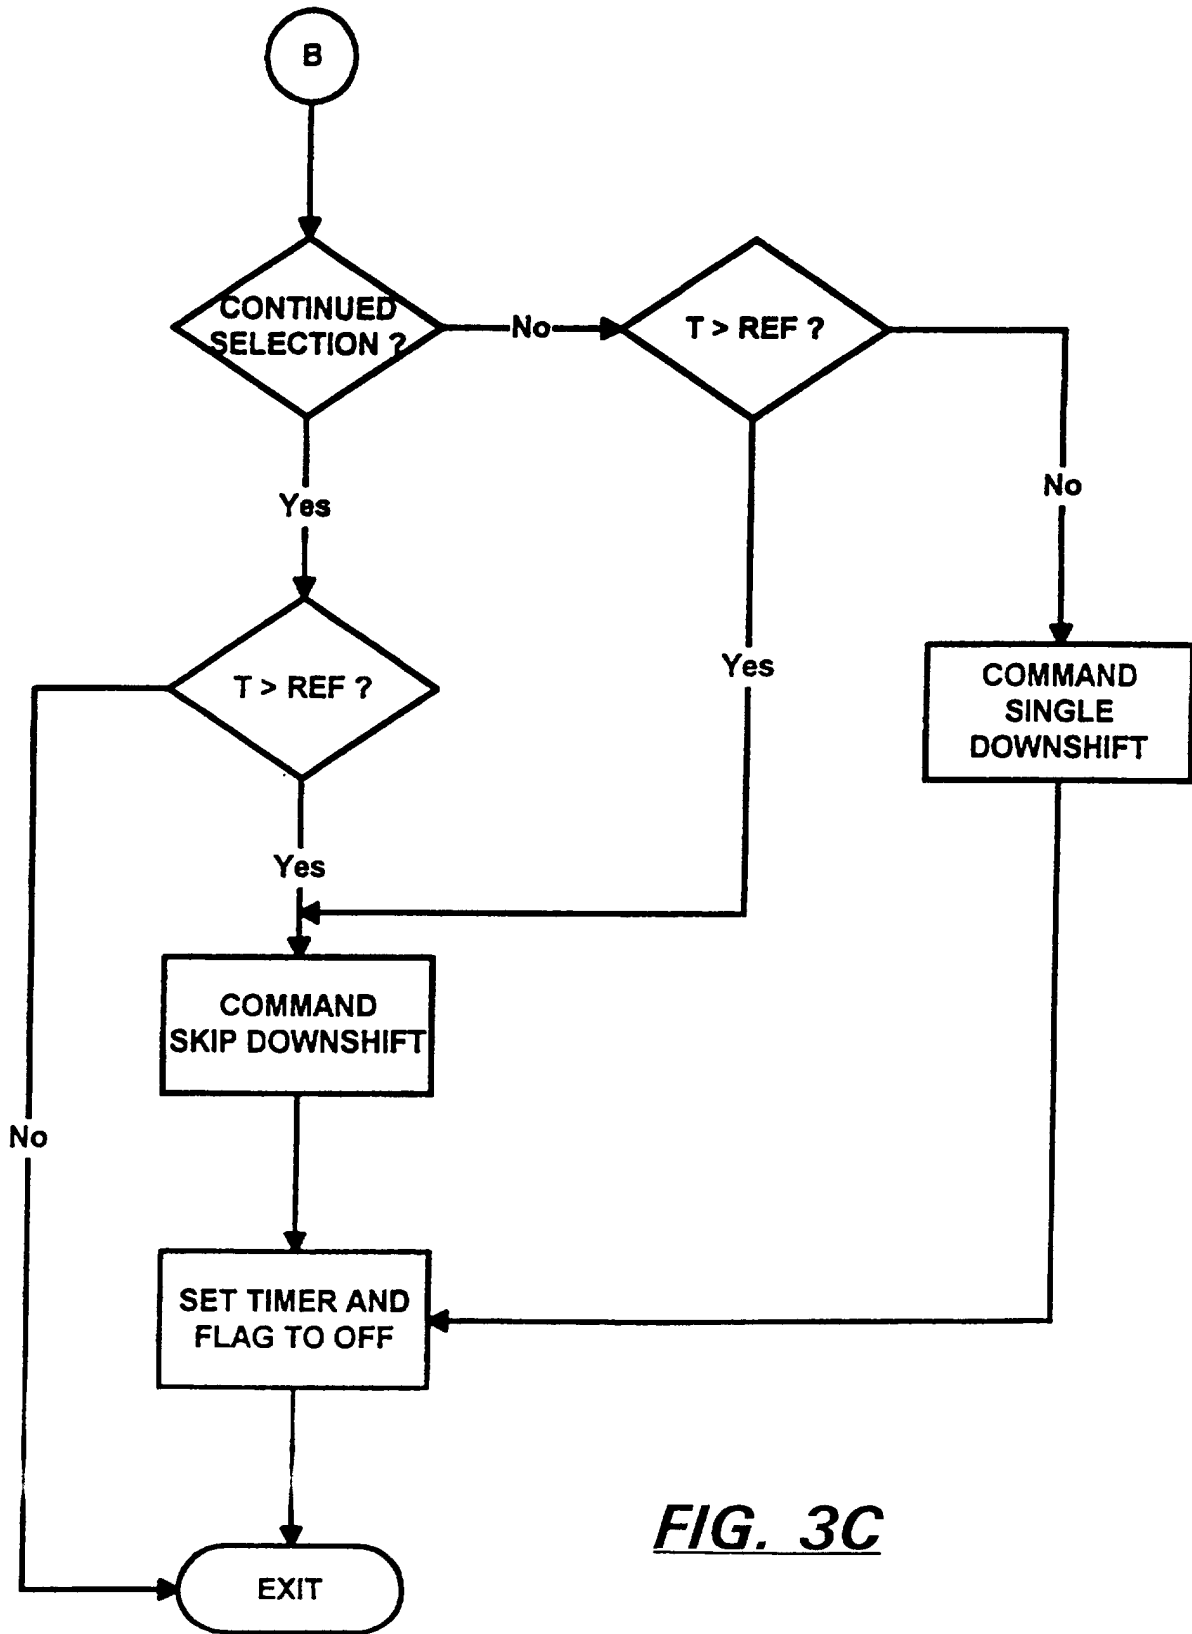 B
CONTINUED
SELECTION ?
No
T > REF ?
No
Yes
Yes
T > REF ?
COMMAND
SINGLE
DOWNSHIFT
Yes
COMMAND
SKIP DOWNSHIFT
No
SET TIMER AND
FLAG TO OFF
FIG. 3C
EXIT